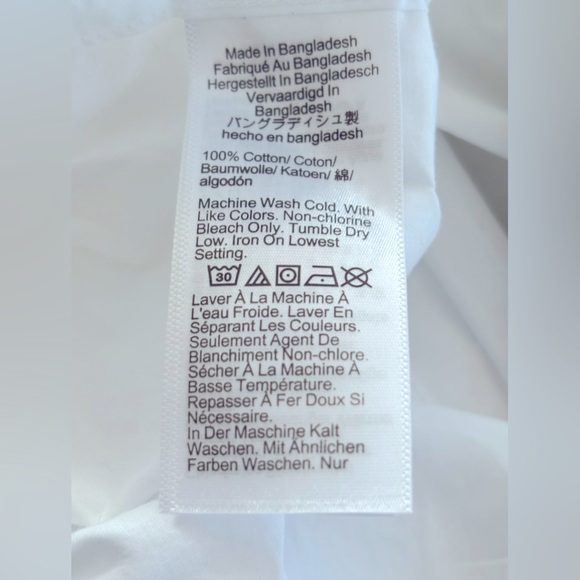 Made In Bangladesh
Fabriqué Au Bangladesh
Hergestellt In Bangladesch
Vervaardigd In
Bangladesh
バングラディシュ製
hecho en bangladesh
100% Cotton/ Coton/
Baumwolle/ Katoen/ 綿/
algodón
Machine Wash Cold. With
Like Colors. Non-chlorine
Bleach Only. Tumble Dry
Low. Iron On Lowest
Setting.
30
Laver À La Machine À
L'eau Froide. Laver En
Séparant Les Couleurs.
Seulement Agent De
Blanchiment Non-chlore.
Sécher À La Machine À
Basse Température.
Repasser À Fer Doux Si
Nécessaire.
In Der Maschine Kalt
Waschen. Mit Ähnlichen
Farben Waschen. Nur